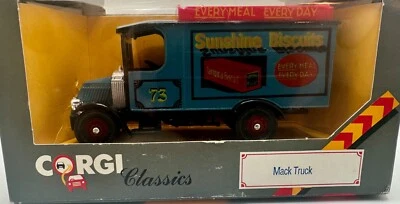 EVERY MEAL EVERY DAY
Sunshine Biscuits
EVERY MEAL
EVERY DAY
73
CORGI
Classics
Mack Truck